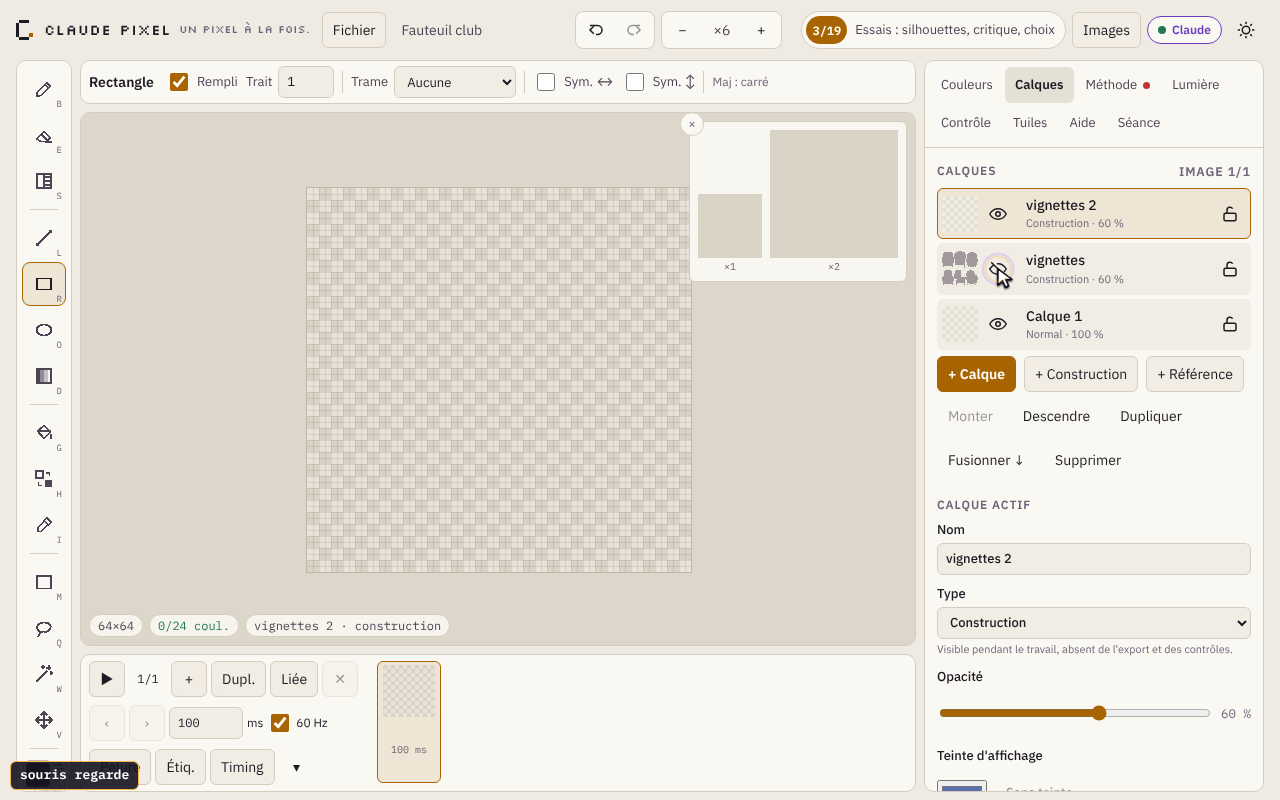 CLAUDE PIXEL UN PIXEL À LA FOIS. Fichier Fauteuil club − ×6 + 3/19 Essais : silhouettes, critique, choix Images Claude
Rectangle Rempli Trait 1 Trame Aucune Sym. ↔ Sym. ↕ Maj : carré
B
E
S
L
R
O
D
G
H
I
M
Q
W
V
×
×1 ×2
64×64 0/24 coul. vignettes 2 · construction
1/1 + Dupl. Liée ×
‹ › 100 ms 60 Hz
Étiq. Timing ▼
100 ms
souris regarde
Couleurs Calques Méthode Lumière
Contrôle Tuiles Aide Séance
CALQUES IMAGE 1/1
vignettes 2
Construction · 60 %
vignettes
Construction · 60 %
Calque 1
Normal · 100 %
+ Calque + Construction + Référence
Monter Descendre Dupliquer
Fusionner ↓ Supprimer
CALQUE ACTIF
Nom
vignettes 2
Type
Construction
Visible pendant le travail, absent de l'export et des contrôles.
Opacité
60 %
Teinte d'affichage